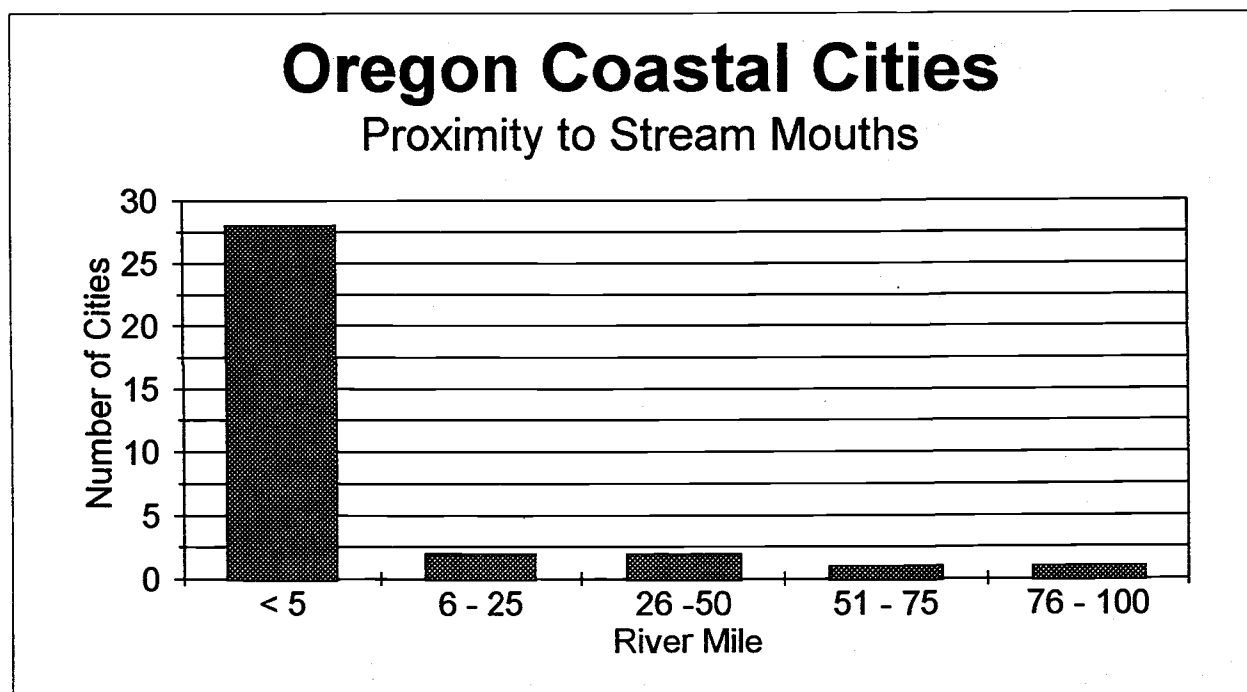 Oregon Coastal Cities
Proximity to Stream Mouths
Number of Cities
30
25
20
15
10
5
0
< 5
6 - 25
26 -50
51 - 75
76 - 100
River Mile